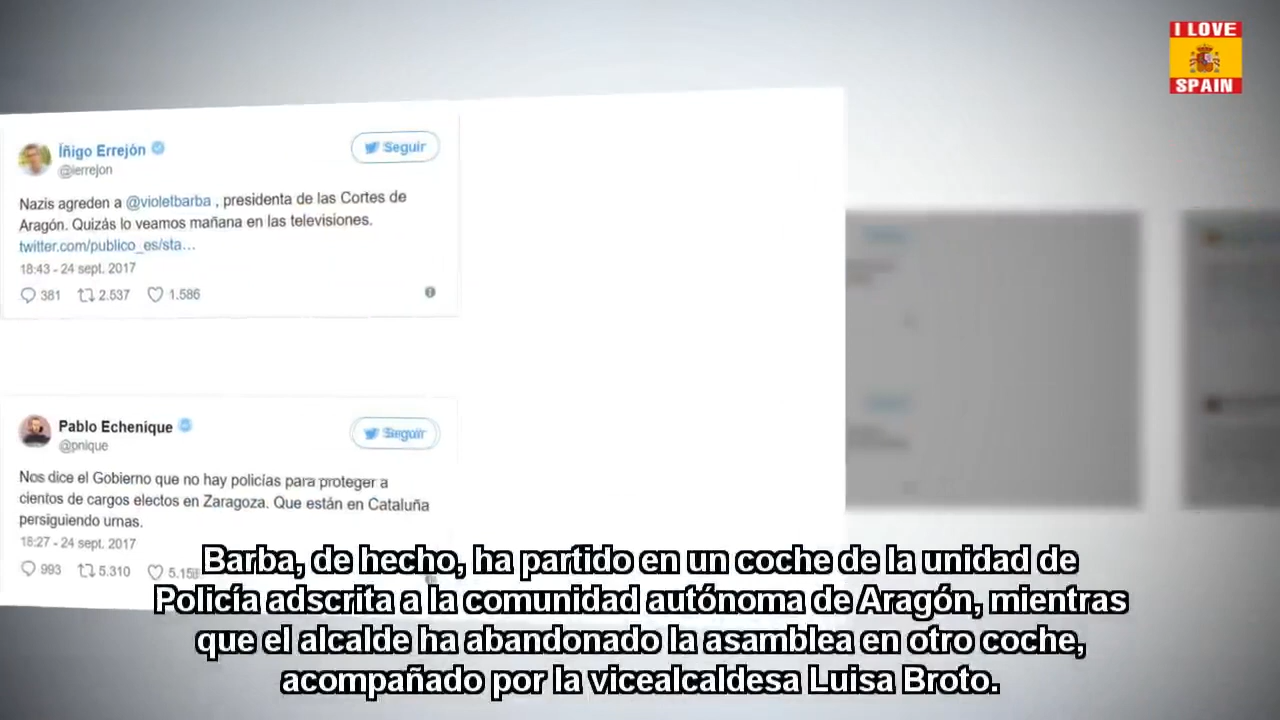 I LOVE
SPAIN
Íñigo Errejón
@ierrejon
Seguir
Nazis agreden a @violetbarba , presidenta de las Cortes de
Aragón. Quizás lo veamos mañana en las televisiones.
twitter.com/publico_es/sta…
18:43 - 24 sept. 2017
381 2.537 1.586
Pablo Echenique
@pnique
Seguir
Nos dice el Gobierno que no hay policías para proteger a
cientos de cargos electos en Zaragoza. Que están en Cataluña
persiguiendo urnas.
18:27 - 24 sept. 2017
993 5.310
Barba, de hecho, ha partido en un coche de la unidad de
Policía adscrita a la comunidad autónoma de Aragón, mientras
que el alcalde ha abandonado la asamblea en otro coche,
acompañado por la vicealcaldesa Luisa Broto.